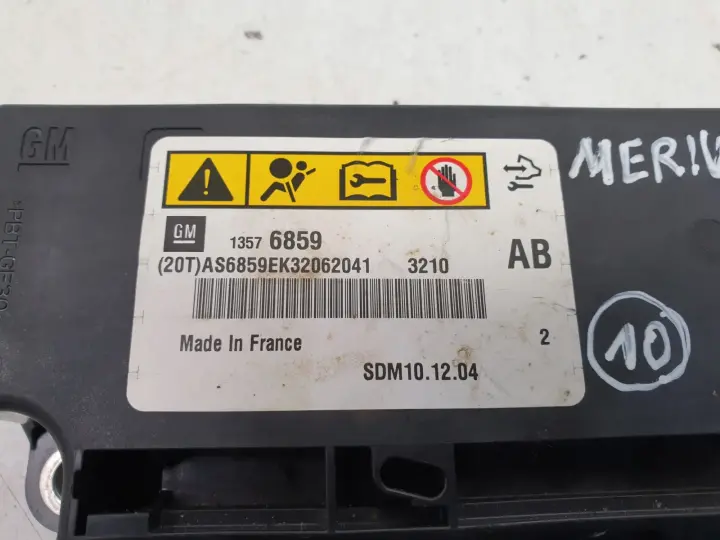 GM
MERIV
GM 1357 6859
(20T)AS6859EK32062041 3210 AB
Made In France 2
SDM10.12.04
10